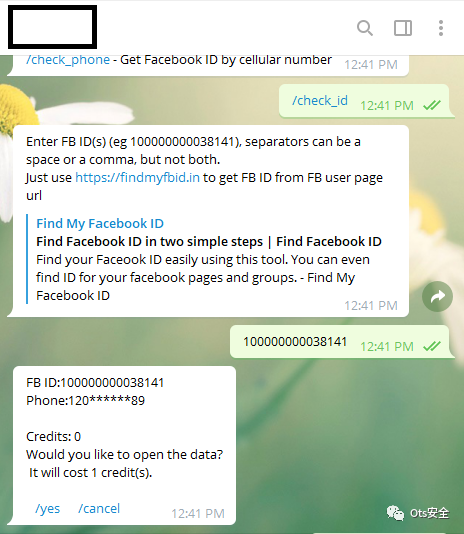 /check_phone - Get Facebook ID by cellular number
12:41 PM
/check_id
12:41 PM
Enter FB ID(s) (eg 100000000038141), separators can be a
space or a comma, but not both.
Just use https://findmyfbid.in to get FB ID from FB user page
url
Find My Facebook ID
Find Facebook ID in two simple steps | Find Facebook ID
Find your Faceook ID easily using this tool. You can even
find ID for your facebook pages and groups. - Find My
Facebook ID
12:41 PM
100000000038141
12:41 PM
FB ID:100000000038141
Phone:120******89
Credits: 0
Would you like to open the data?
It will cost 1 credit(s).
/yes /cancel
12:41 PM
Ots安全